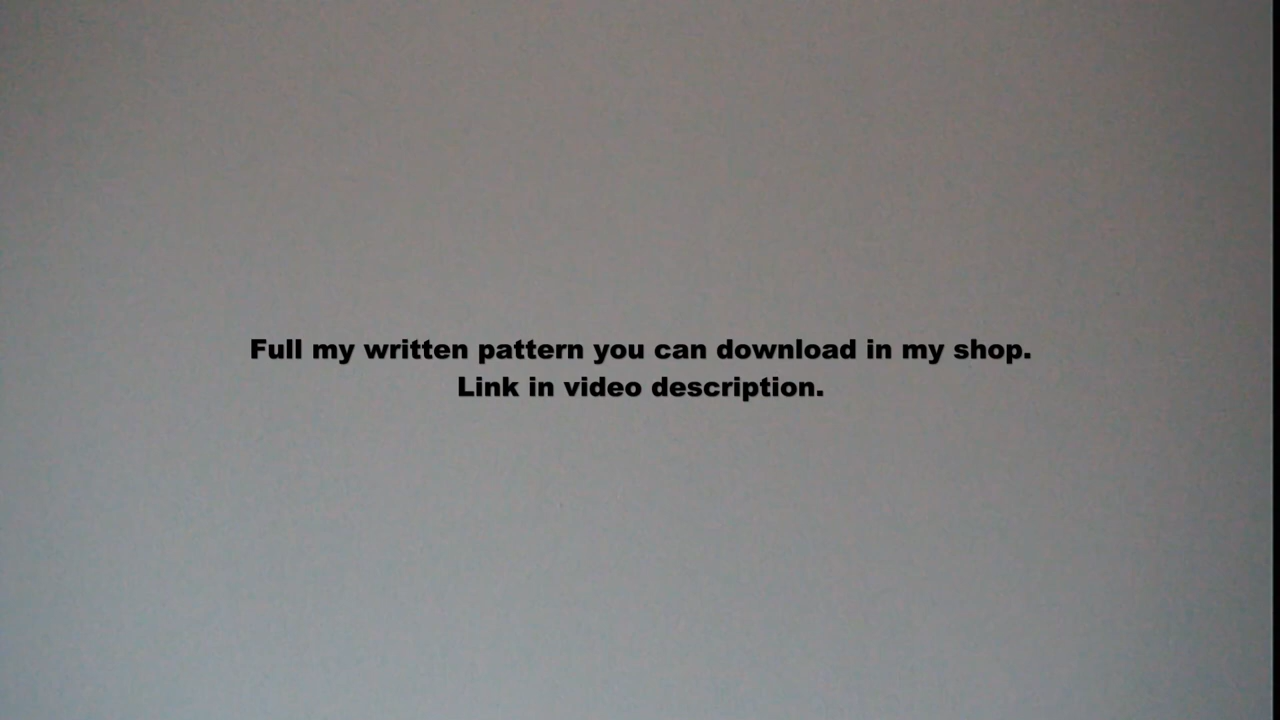 Full my written pattern you can download in my shop.
Link in video description.